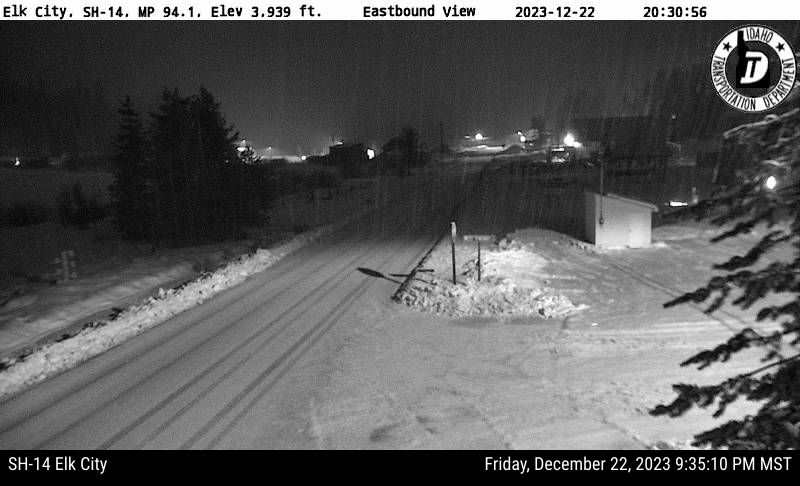 Elk City, SH-14, MP 94.1, Elev 3,939 ft. Eastbound View 2023-12-22 20:30:56
IDAHO
TRANSPORTATION DEPARTMENT
SH-14 Elk City Friday, December 22, 2023 9:35:10 PM MST